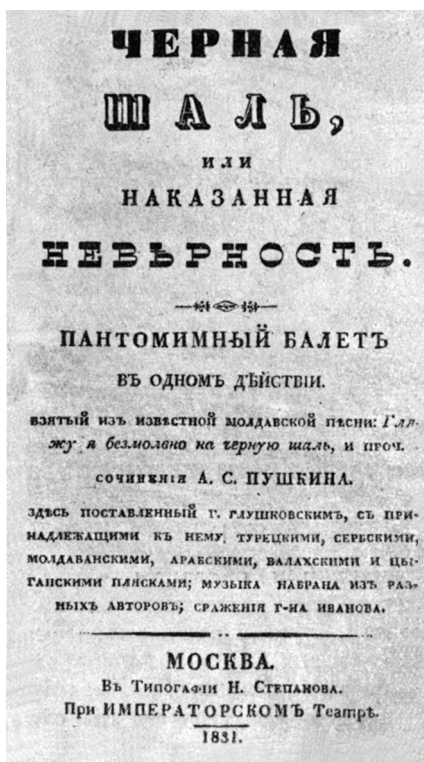 ЧЕРНАЯ
ШАЛЬ,
ИЛИ
НАКАЗАННАЯ
НЕВѢРНОСТЬ.
ПАНТОМИМНЫЙ БАЛЕТЪ
ВЪ ОДНОМЪ ДѢЙСТВІИ.
ВЗЯТЫЙ ИЗЪ ИЗВѢСТНОЙ МОЛДАВСКОЙ ПѢСНИ: Гля-
жу я безмолвно на черную шаль, и проч.
СОЧИНЕНІЯ А. С. ПУШКИНА.
ЗДѢСЬ ПОСТАВЛЕННЫЙ Г. ГЛУШКОВСКИМЪ, СЪ ПРИ-
НАДЛЕЖАЩИМИ КЪ НЕМУ, ТУРЕЦКИМИ, СЕРБСКИМИ,
МОЛДАВАНСКИМИ, АРАБСКИМИ, ВАЛАХСКИМИ И ЦЫ-
ГАНСКИМИ ПЛЯСКАМИ; МУЗЫКА НАБРАНА ИЗЪ РАЗ-
НЫХЪ АВТОРОВЪ; СРАЖЕНІЯ Г-НА ИВАНОВА.
МОСКВА.
Въ Типографіи Н. Степанова.
При ИМПЕРАТОРСКОМЪ Театрѣ.
1831.